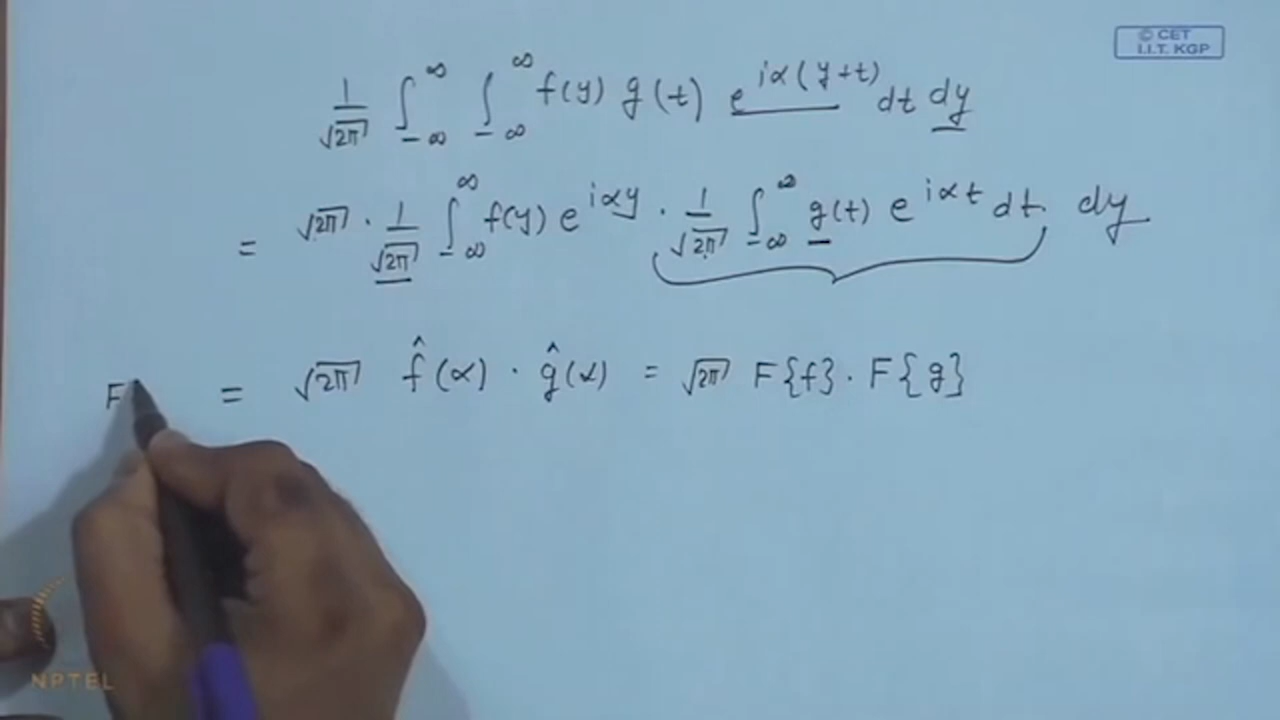 © CET
I.I.T. KGP
1/√2π ∫_{-∞}^{∞} ∫_{-∞}^{∞} f(y) g(t) e^{iα(y+t)} dt dy
= √2π · 1/√2π ∫_{-∞}^{∞} f(y) e^{iαy} · 1/√2π ∫_{-∞}^{∞} g(t) e^{iαt} dt. dy
F = √2π f̂(α) · ĝ(α) = √2π F{f} · F{g}
NPTEL